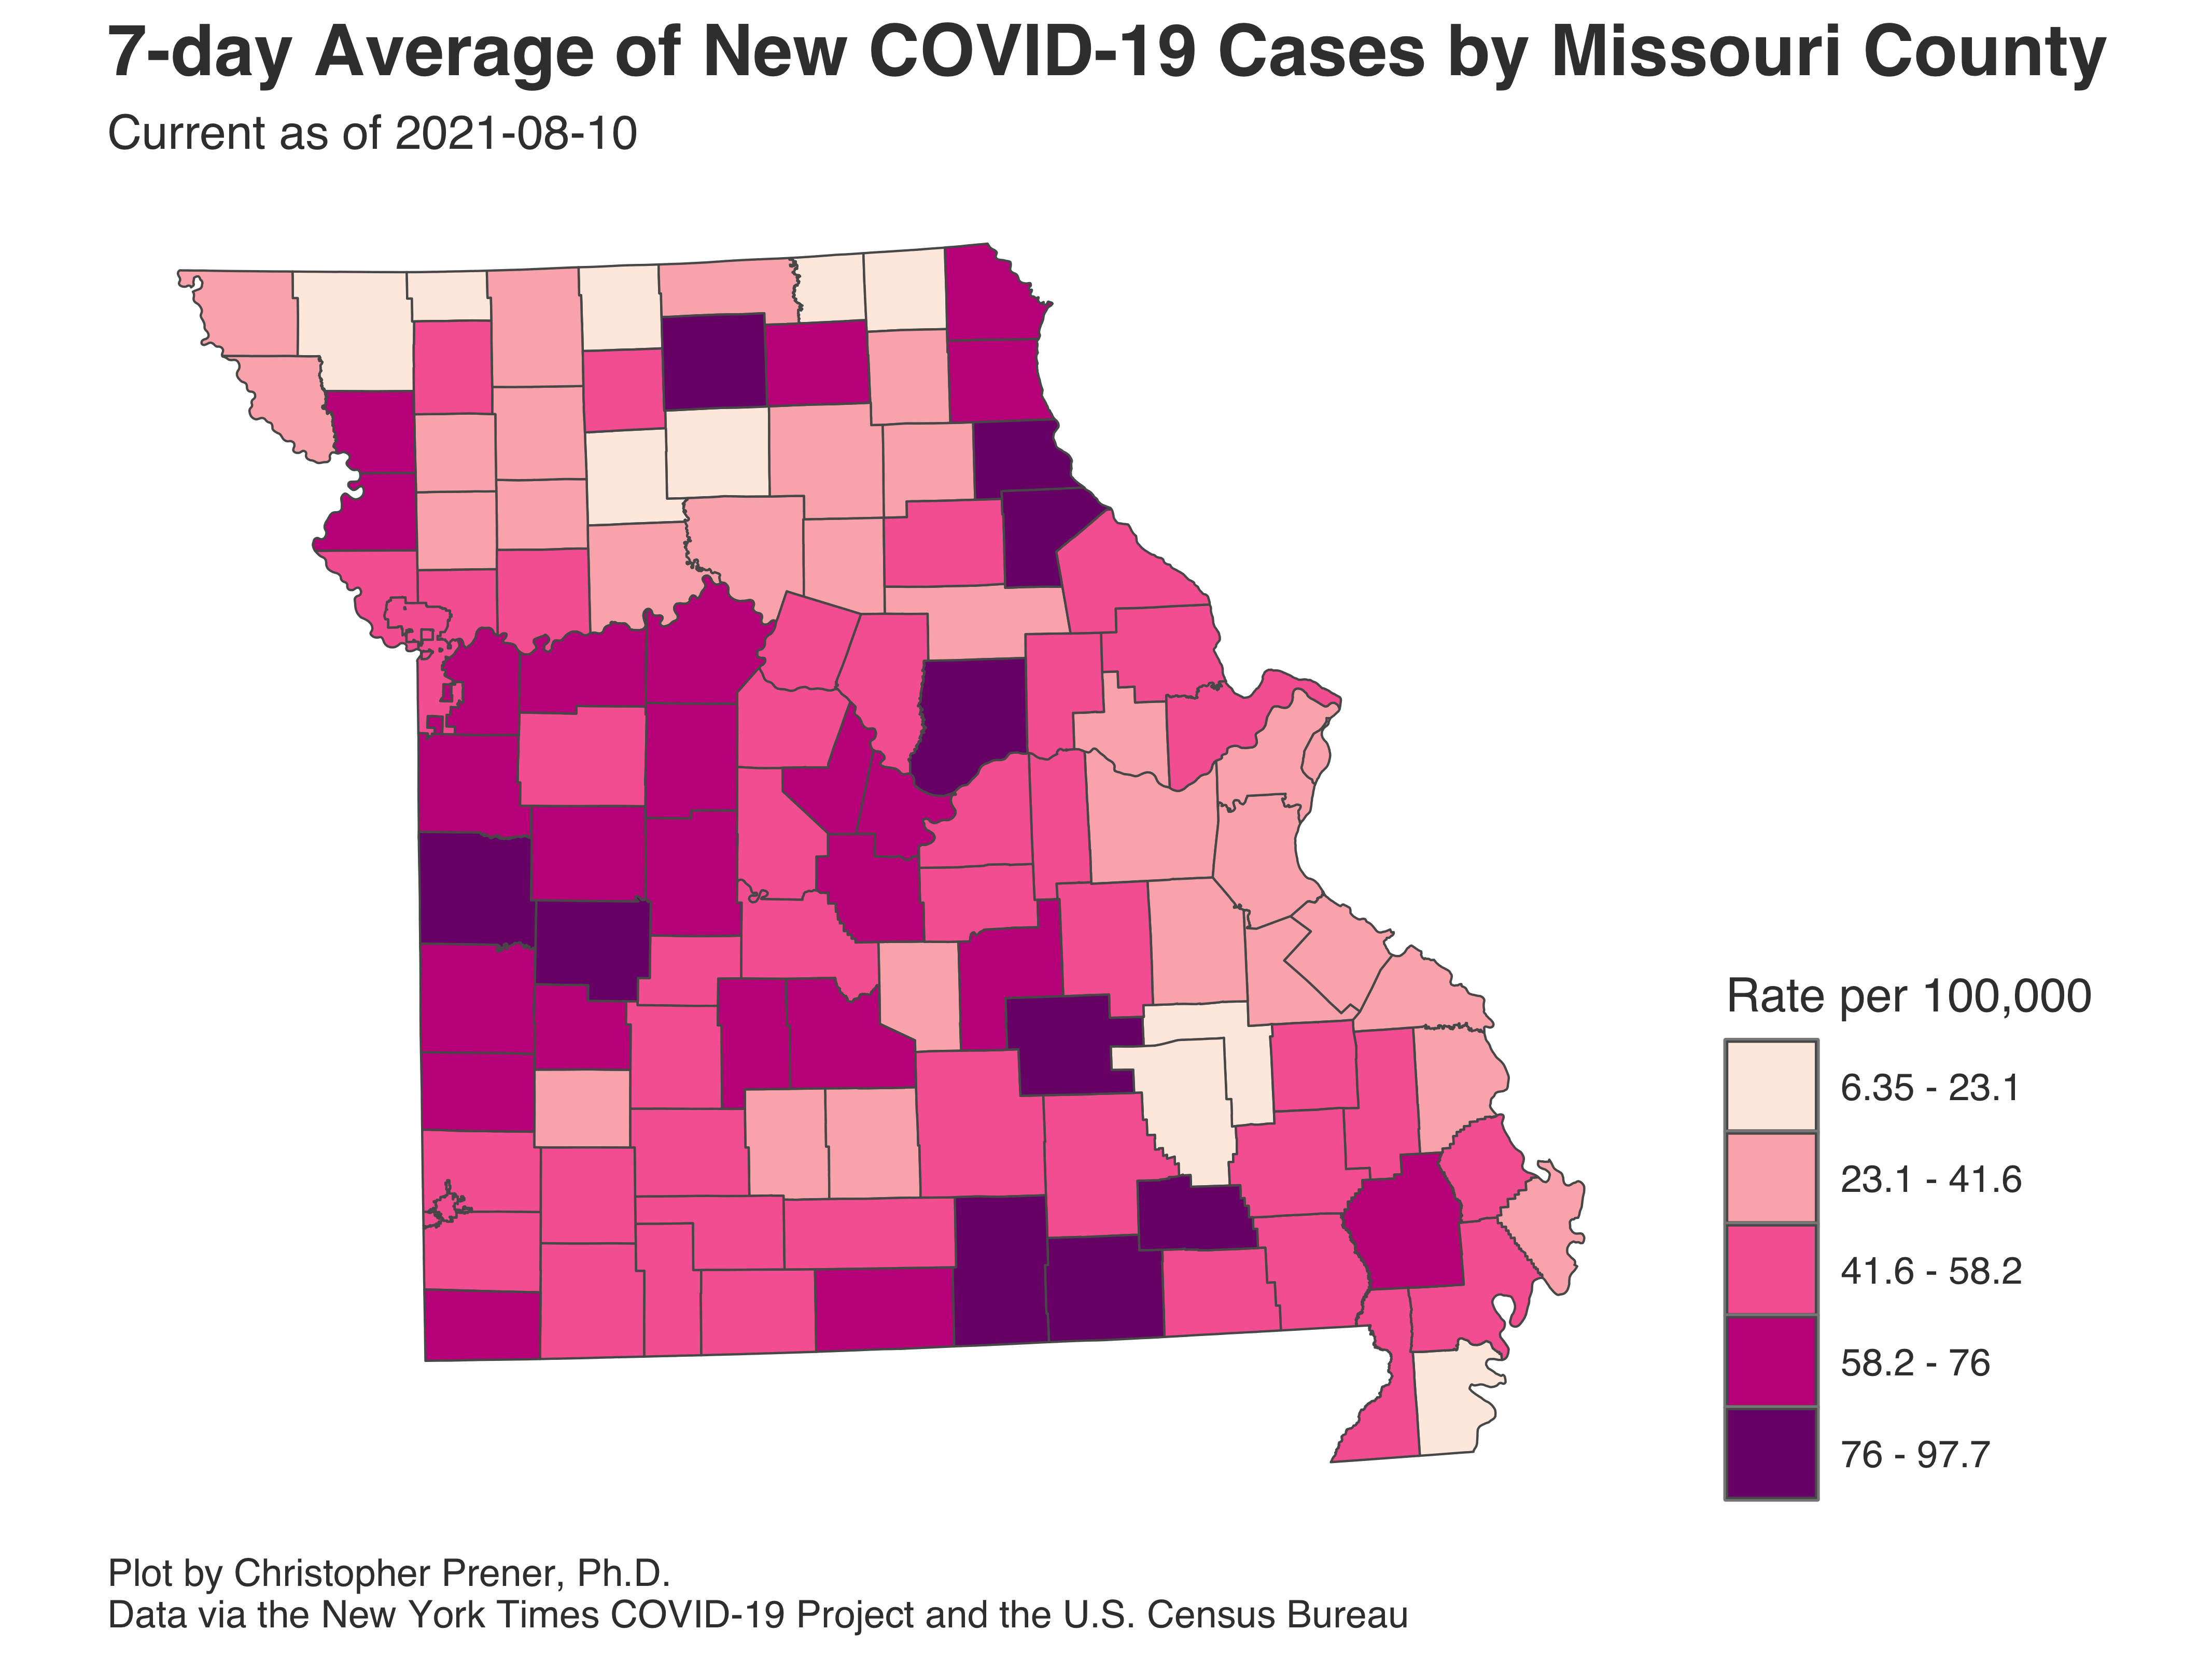 7-day Average of New COVID-19 Cases by Missouri County
Current as of 2021-08-10
Rate per 100,000
6.35 - 23.1
23.1 - 41.6
41.6 - 58.2
58.2 - 76
76 - 97.7
Plot by Christopher Prener, Ph.D.
Data via the New York Times COVID-19 Project and the U.S. Census Bureau